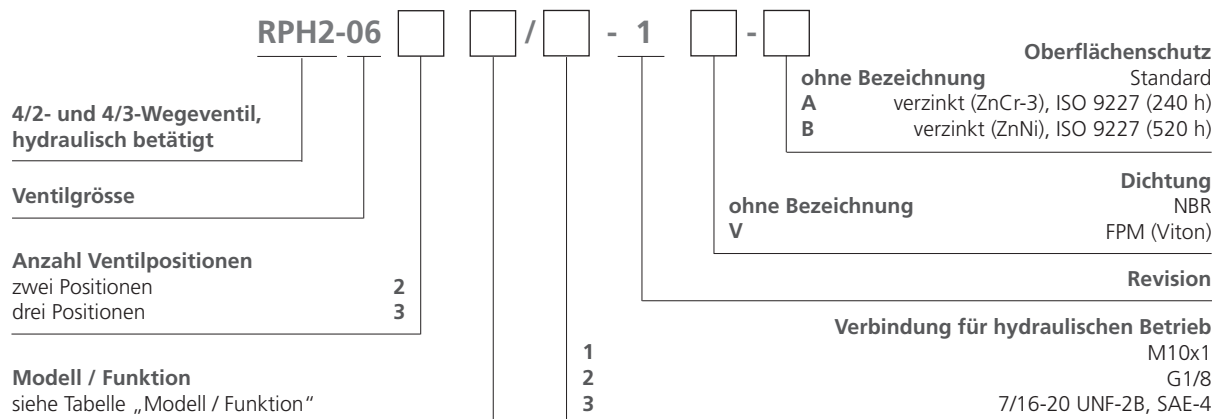 RPH2-06 / - 1 -
Oberflächenschutz
ohne Bezeichnung Standard
A verzinkt (ZnCr-3), ISO 9227 (240 h)
B verzinkt (ZnNi), ISO 9227 (520 h)
4/2- und 4/3-Wegeventil,
hydraulisch betätigt
Ventilgrösse
Dichtung
ohne Bezeichnung NBR
V FPM (Viton)
Anzahl Ventilpositionen
zwei Positionen 2
drei Positionen 3
Revision
Verbindung für hydraulischen Betrieb
1 M10x1
2 G1/8
3 7/16-20 UNF-2B, SAE-4
Modell / Funktion
siehe Tabelle „Modell / Funktion“